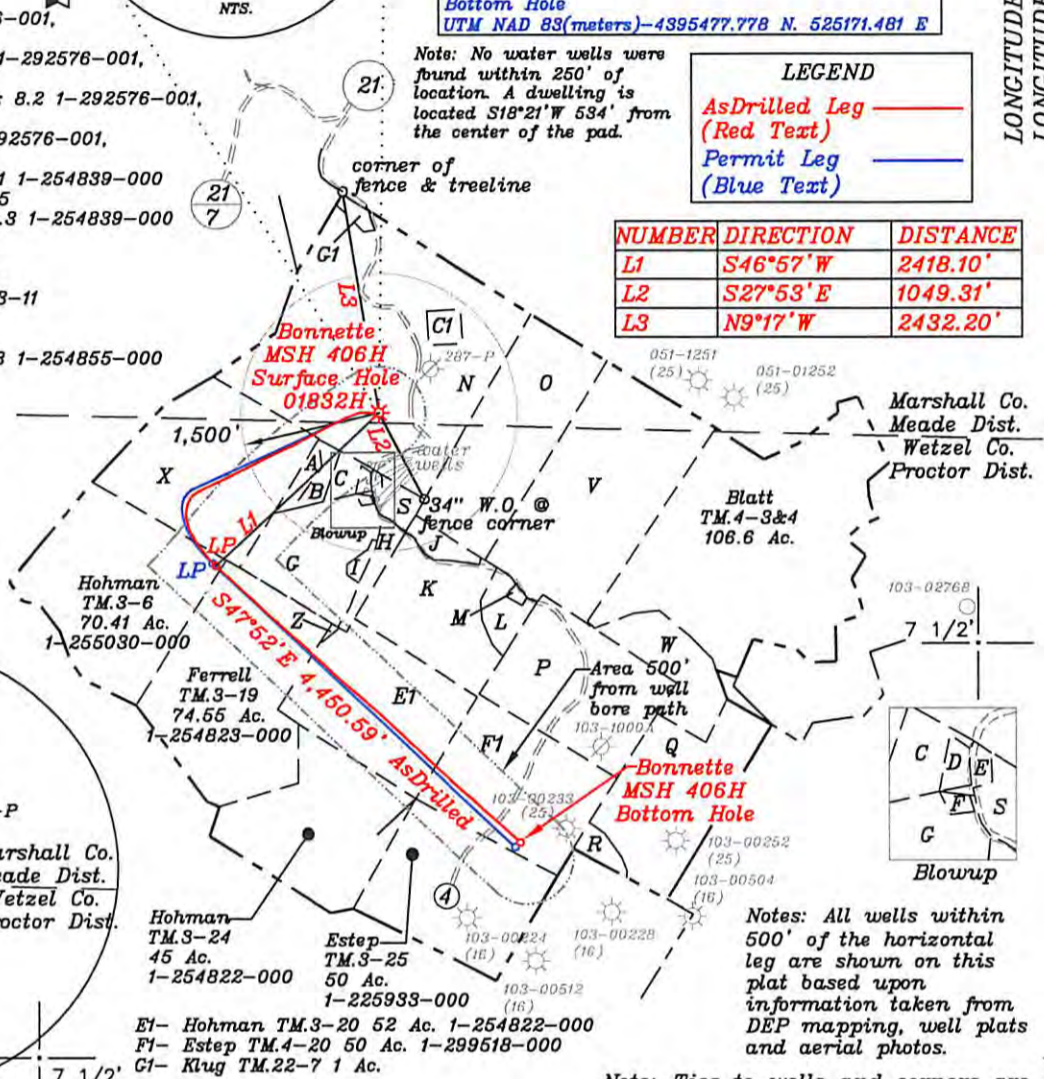 NTS.
6-001,
1-292576-001,
8.2 1-292576-001,
92576-001,
1 1-254839-000
5
.3 1-254839-000
3-11
3 1-254855-000
Bottom Hole
UTM NAD 83(meters)-4395477.778 N. 525171.481 E
Note: No water wells were
found within 250' of
location. A dwelling is
located S18°21'W 534' from
the center of the pad.
LEGEND
AsDrilled Leg
(Red Text)
Permit Leg
(Blue Text)
LONGITUDE
LONGITUDE
NUMBER DIRECTION DISTANCE
L1 S46°57'W 2418.10'
L2 S27°53'E 1049.31'
L3 N9°17'W 2432.20'
21
21
7
corner of
fence & treeline
G1
L3
C1
287-P
Bonnette
MSH 406H
Surface Hole
01832H
N
O
051-1251
(25)
051-01252
(25)
Marshall Co.
Meade Dist.
Wetzel Co.
Proctor Dist.
1,500'
L2
water
wells
X
A
B
C
T
S
V
34" W.O. @
fence corner
Blatt
TM.4-3&4
106.6 Ac.
Blowup
L1
LP
LP
G
H
I
J
K
M
L
Hohman
TM.3-6
70.41 Ac.
1-255030-000
Z
103-02768
7 1/2'
W
P
Area 500'
from well
bore path
Ferrell
TM.3-19
74.55 Ac.
1-254823-000
S47°52'E 4,450.59' AsDrilled
E1
F1
103-1000A
Q
Bonnette
MSH 406H
Bottom Hole
103-00233
(25)
R
103-00252
(25)
103-00504
(16)
C
D
E
F
G
S
Blowup
-P
arshall Co.
eade Dist.
Wetzel Co.
roctor Dist.
4
Hohman
TM.3-24
45 Ac.
1-254822-000
Estep
TM.3-25
50 Ac.
1-225933-000
103-00224
(16)
103-00228
(16)
103-00512
(16)
Notes: All wells within
500' of the horizontal
leg are shown on this
plat based upon
information taken from
DEP mapping, well plats
and aerial photos.
E1- Hohman TM.3-20 52 Ac. 1-254822-000
F1- Estep TM.4-20 50 Ac. 1-299518-000
G1- Klug TM.22-7 1 Ac.
7 1/2'
Note: Ties to wells and corners are